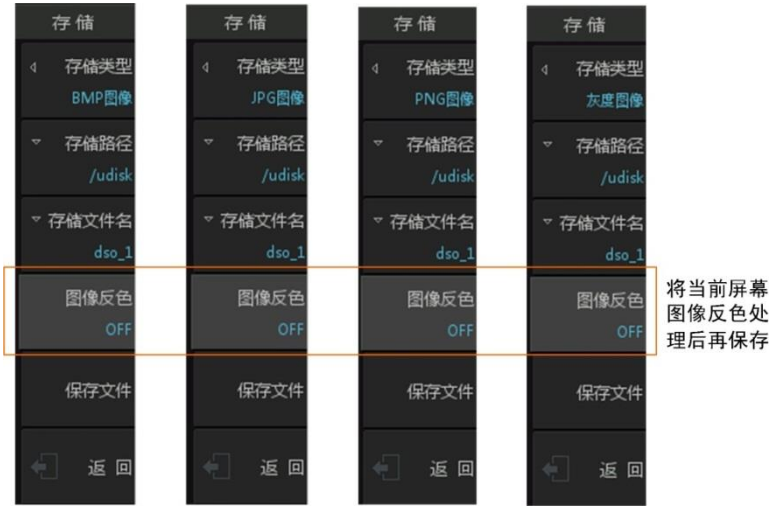 存储
存储类型
BMP图像
存储路径
/udisk
存储文件名
dso_1
图像反色
OFF
保存文件
返回
存储
存储类型
JPG图像
存储路径
/udisk
存储文件名
dso_1
图像反色
OFF
保存文件
返回
存储
存储类型
PNG图像
存储路径
/udisk
存储文件名
dso_1
图像反色
OFF
保存文件
返回
存储
存储类型
灰度图像
存储路径
/udisk
存储文件名
dso_1
图像反色
OFF
保存文件
返回
将当前屏幕
图像反色处
理后再保存